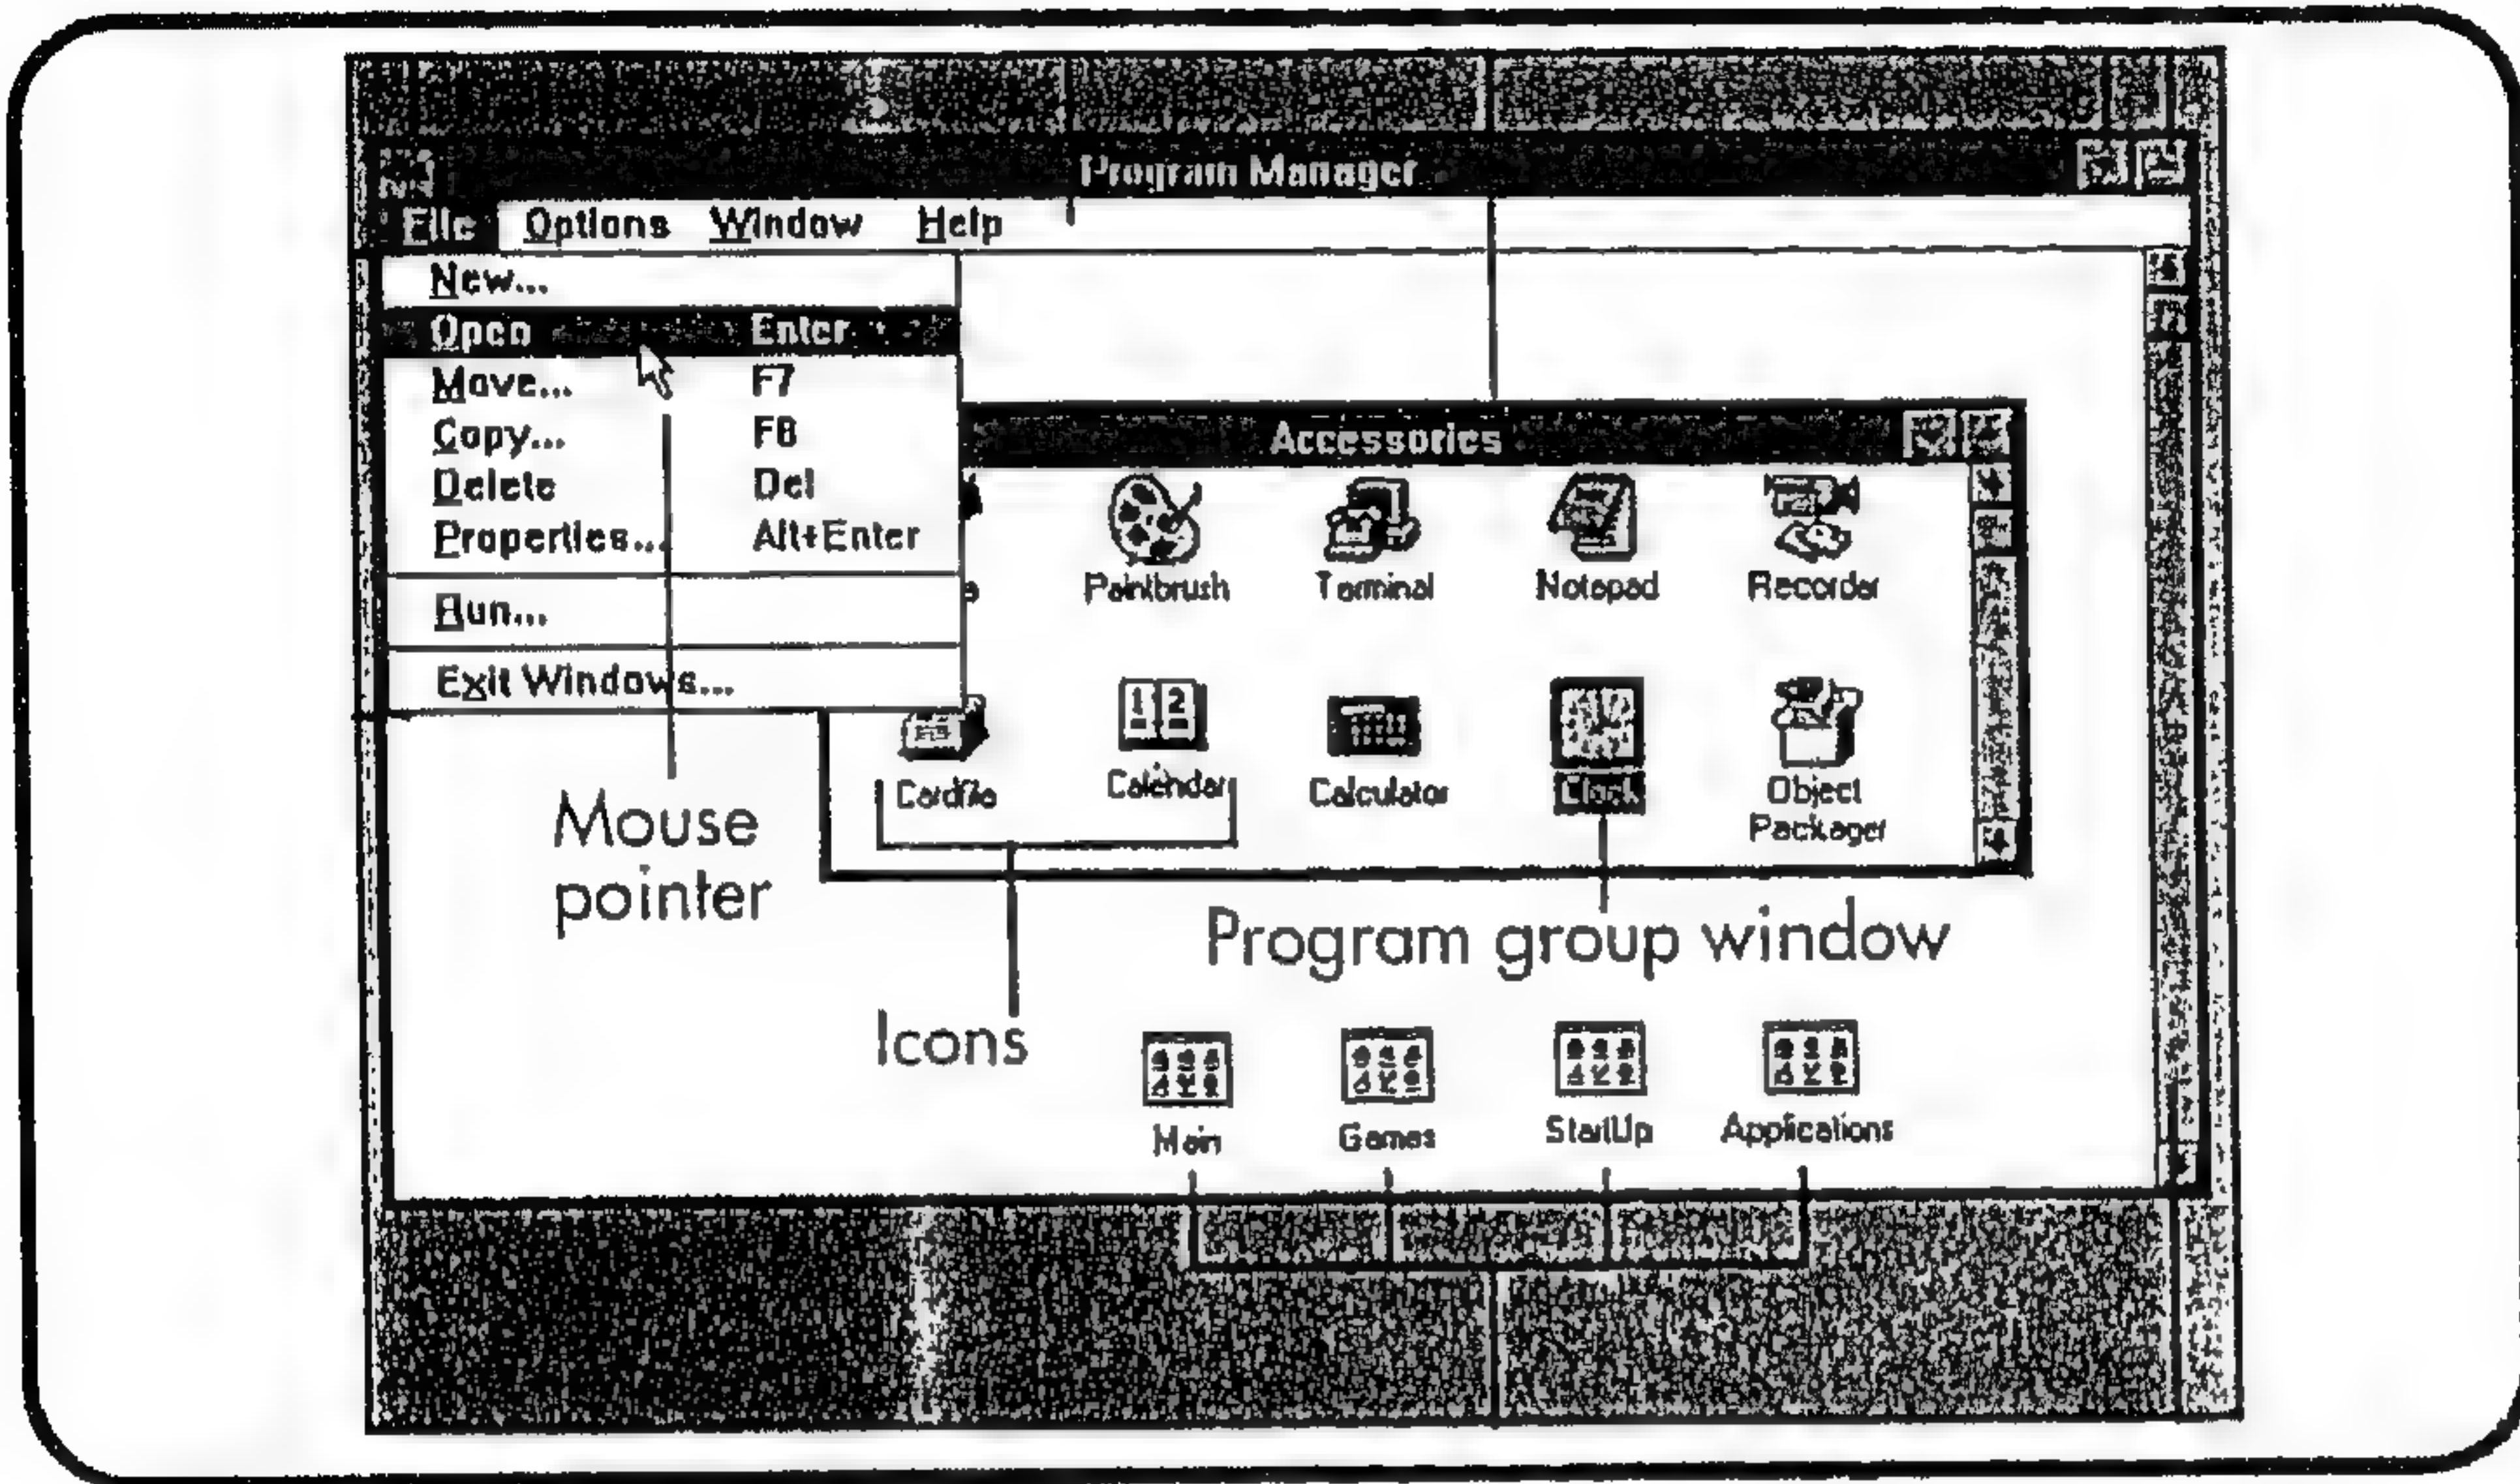 Program Manager
File Options Window Help
New...
Open Enter
Move... F7
Copy... F8
Delete Del
Properties... Alt+Enter
Run...
Exit Windows...
Accessories
Paintbrush Terminal Notepad Recorder
Cardfile Calendar Calculator Clock Object
Packager
Mouse
pointer
Program group window
Icons
Main Games StartUp Applications